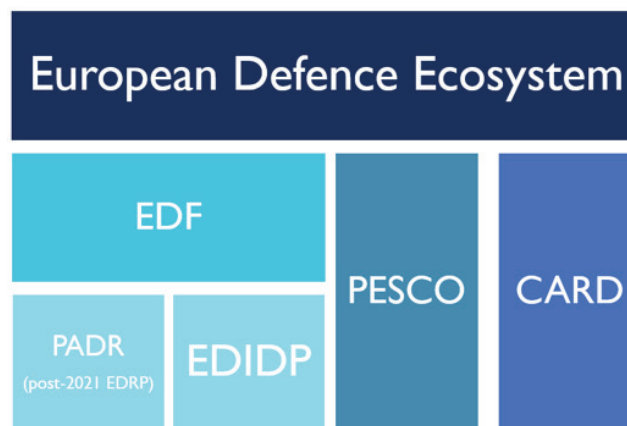 European Defence Ecosystem
EDF
PESCO
CARD
PADR
(post-2021 EDRP)
EDIDP